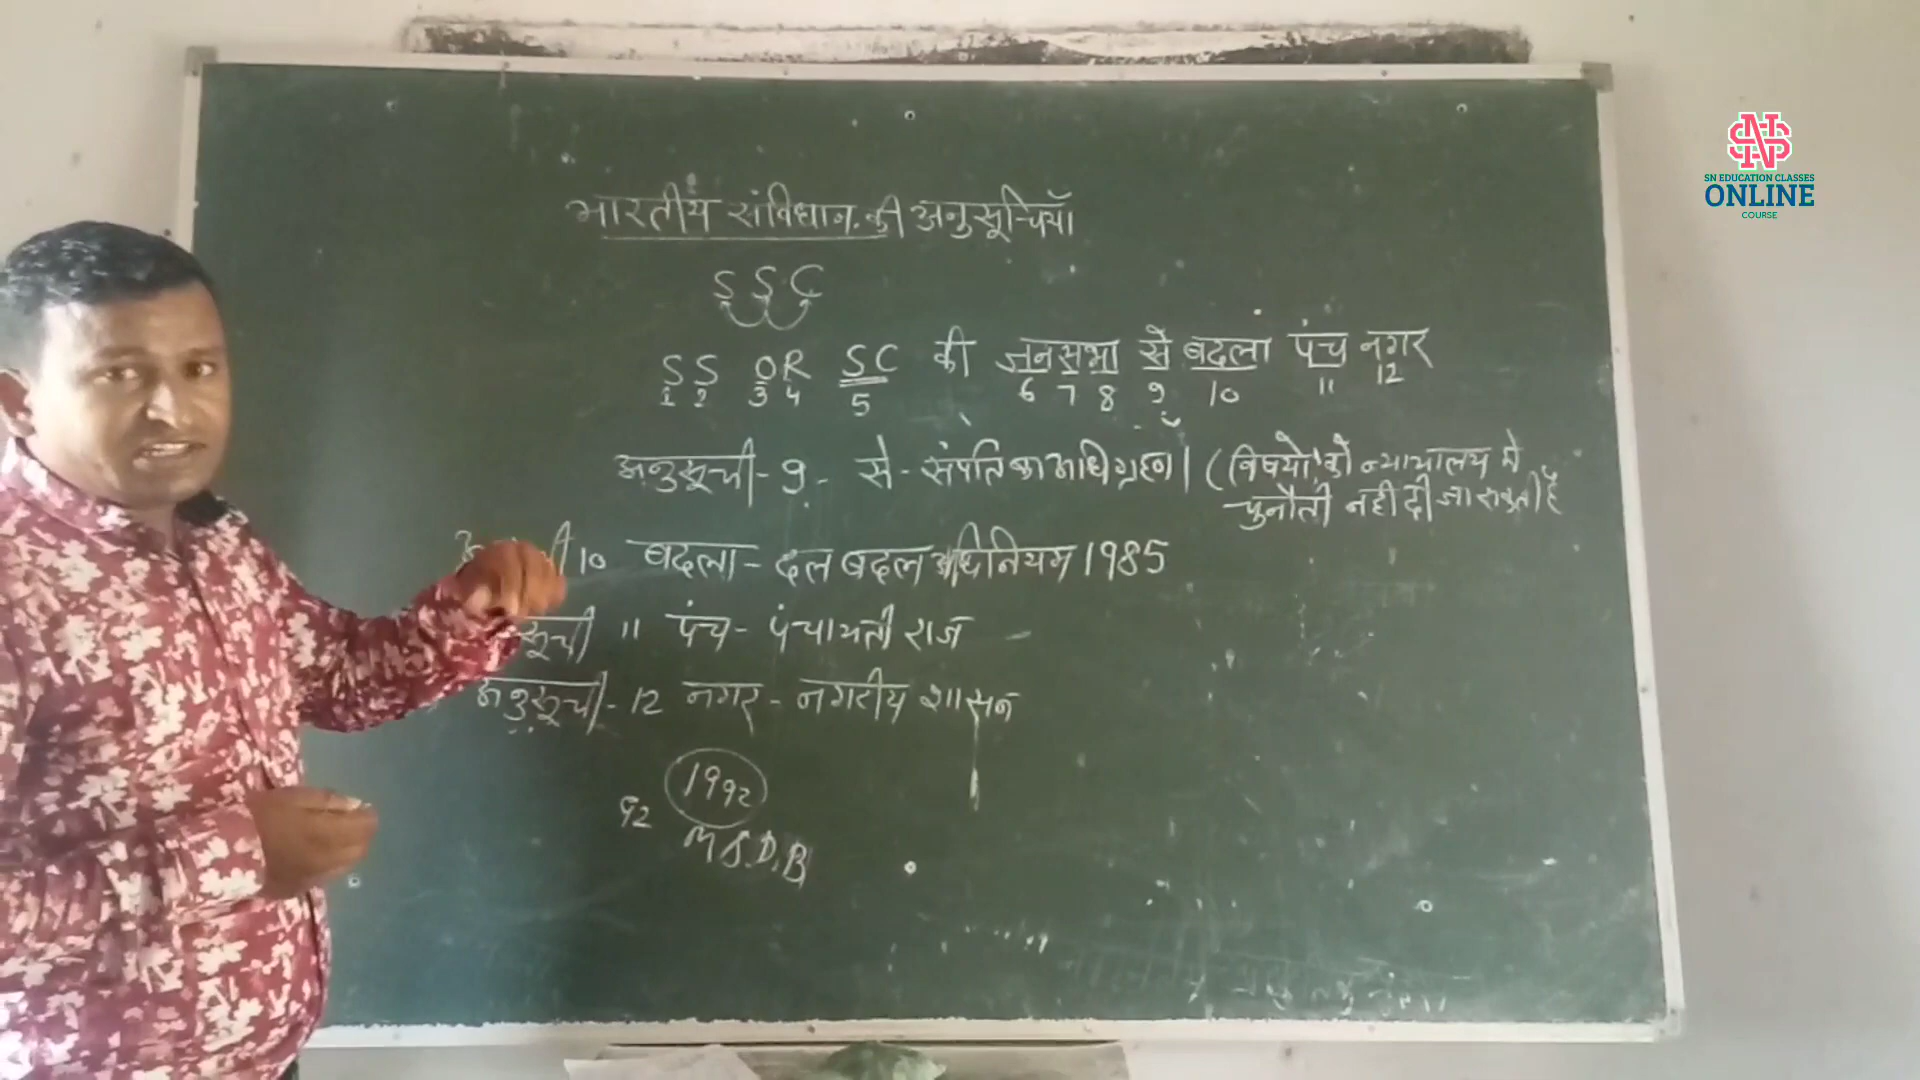 भारतीय संविधान की अनुसूचियाँ
S S C
S S OR SC की जनसभा से बदला पंच नगर
1 2 3 4 5 6 7 8 9 10 11 12
अनुसूची - 9 - से - संपति का अधिग्रहण । (विषयो को न्यायालय मे
चुनौती नही दी जा सकती है
10 बदला - दल बदल अधिनियम 1985
सूची 11 पंच - पंचायती राज
अनुसूची - 12 नगर - नगरीय शासन
1992
92
SN EDUCATION CLASSES
ONLINE
COURSE